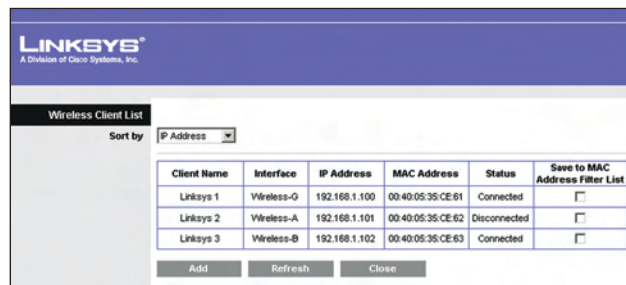 LINKSYS®
A Division of Cisco Systems, Inc.
Wireless Client List
Sort by IP Address
Client Name Interface IP Address MAC Address Status Save to MAC Address Filter List
Linksys 1 Wireless-G 192.168.1.100 00:40:05:35:CE:61 Connected
Linksys 2 Wireless-A 192.168.1.101 00:40:05:35:CE:62 Disconnected
Linksys 3 Wireless-B 192.168.1.102 00:40:05:35:CE:63 Connected
Add Refresh Close